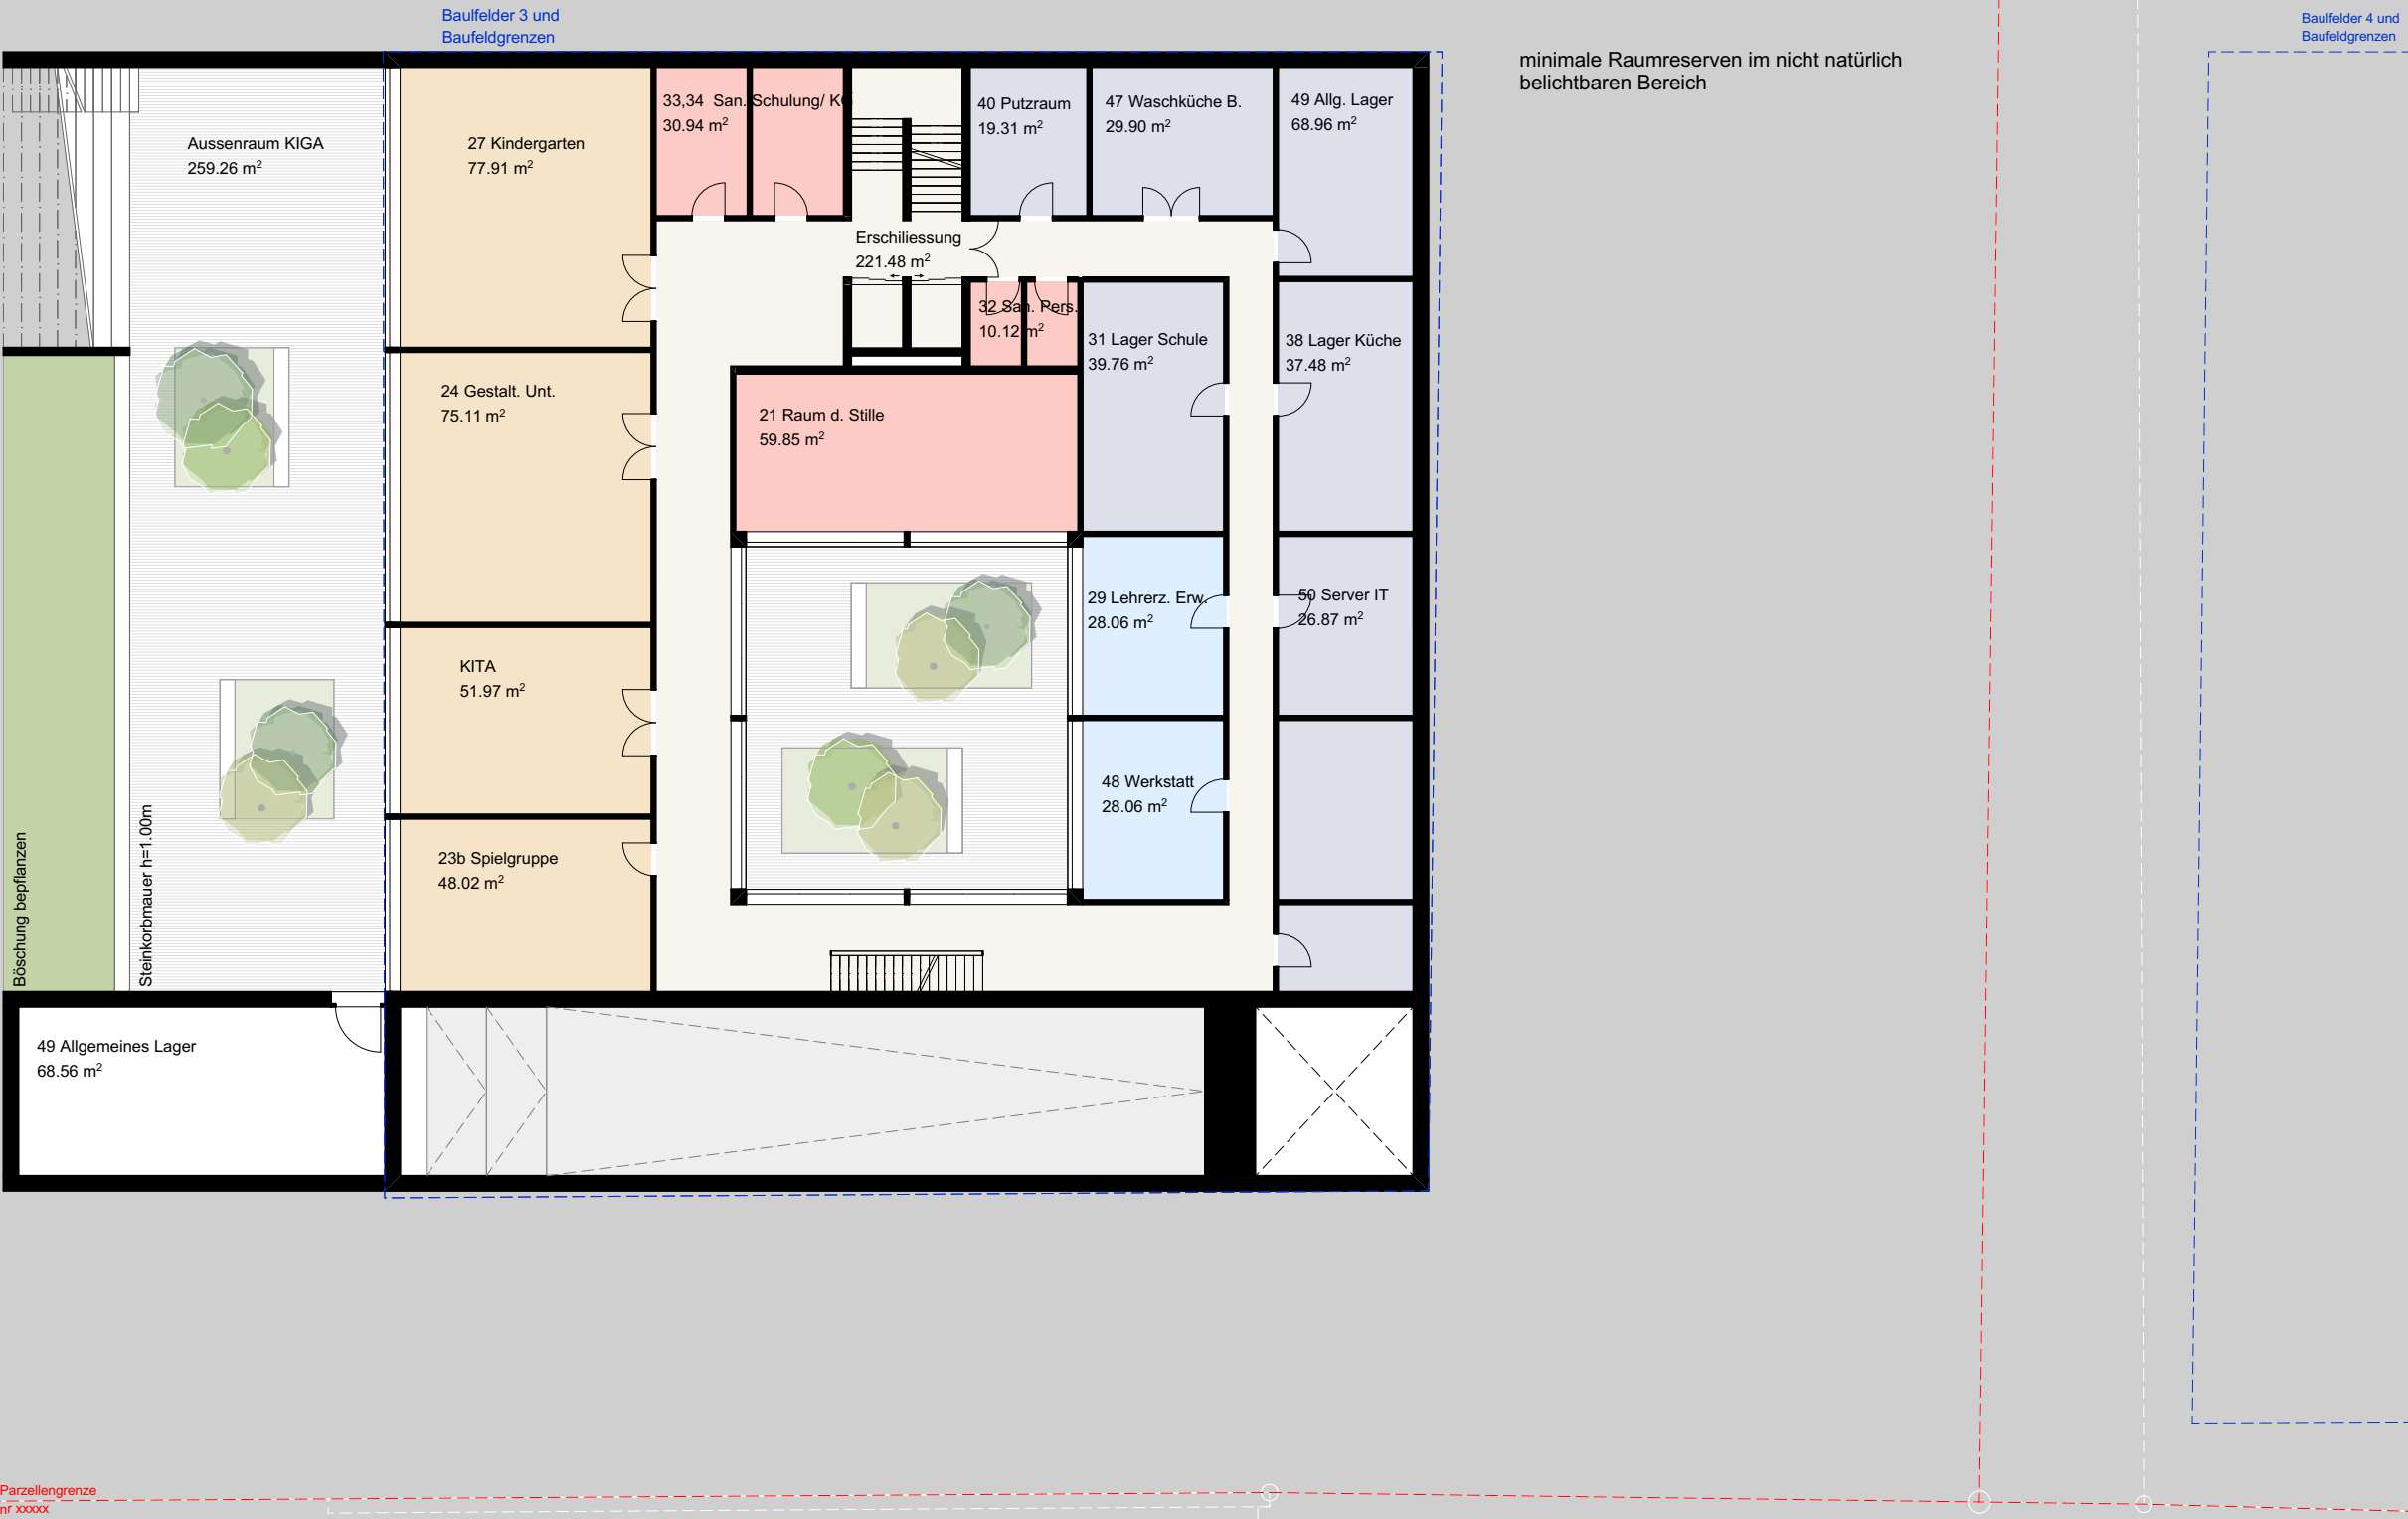 Baulfelder 3 und
Baufeldgrenzen
Baulfelder 4 und
Baufeldgrenzen
minimale Raumreserven im nicht natürlich
belichtbaren Bereich
Aussenraum KIGA
259.26 m²
27 Kindergarten
77.91 m²
33,34 San. Schulung/ KG
30.94 m²
40 Putzraum
19.31 m²
47 Waschküche B.
29.90 m²
49 Allg. Lager
68.96 m²
Erschiliessung
221.48 m²
32 San. Pers.
10.12 m²
31 Lager Schule
39.76 m²
38 Lager Küche
37.48 m²
24 Gestalt. Unt.
75.11 m²
21 Raum d. Stille
59.85 m²
29 Lehrerz. Erw.
28.06 m²
50 Server IT
26.87 m²
KITA
51.97 m²
48 Werkstatt
28.06 m²
23b Spielgruppe
48.02 m²
Böschung bepflanzen
Steinkorbmauer h=1.00m
49 Allgemeines Lager
68.56 m²
Parzellengrenze
nr xxxxx